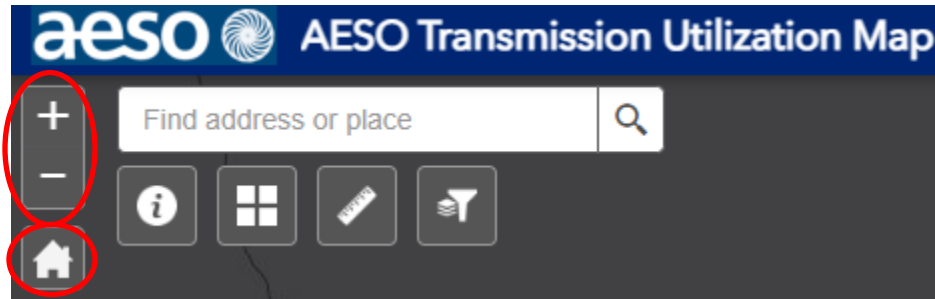 aeso AESO Transmission Utilization Map
+
Find address or place
−
i